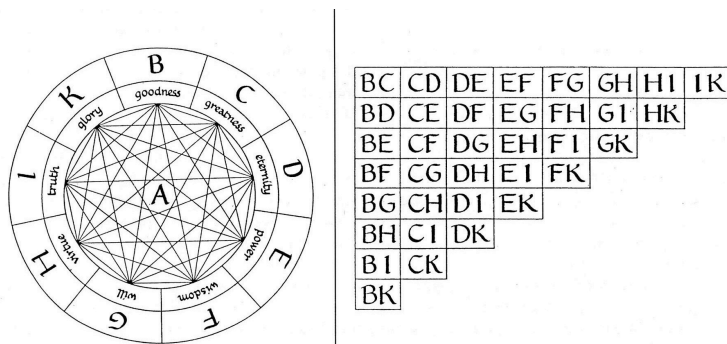 B
C
D
E
F
G
H
I
K
goodness
greatness
eternity
power
wisdom
will
virtue
truth
glory
A
BC CD DE EF FG GH HI IK
BD CE DF EG FH GI HK
BE CF DG EH FI GK
BF CG DH EI FK
BG CH DI EK
BH CI DK
BI CK
BK